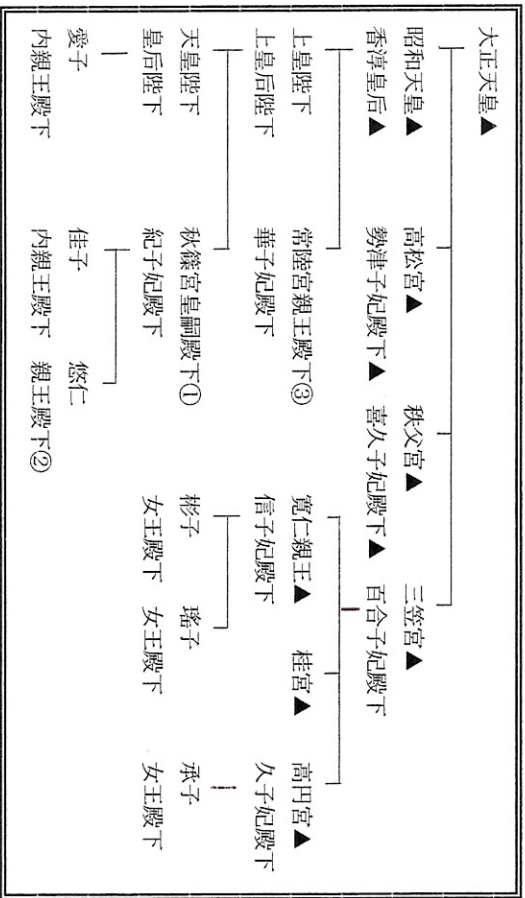 大正天皇▲
昭和天皇▲
香淳皇后▲
高松宮▲
勢津子妃殿下▲
秩父宮▲
喜久子妃殿下▲
三笠宮▲
百合子妃殿下
上皇陛下
上皇后陛下
常陸宮親王殿下③
華子妃殿下
寛仁親王▲
信子妃殿下
桂宮▲
高円宮▲
久子妃殿下
天皇陛下
皇后陛下
秋篠宮皇嗣殿下①
紀子妃殿下
彬子
女王殿下
瑶子
女王殿下
承子
女王殿下
愛子
内親王殿下
佳子
内親王殿下
悠仁
親王殿下②